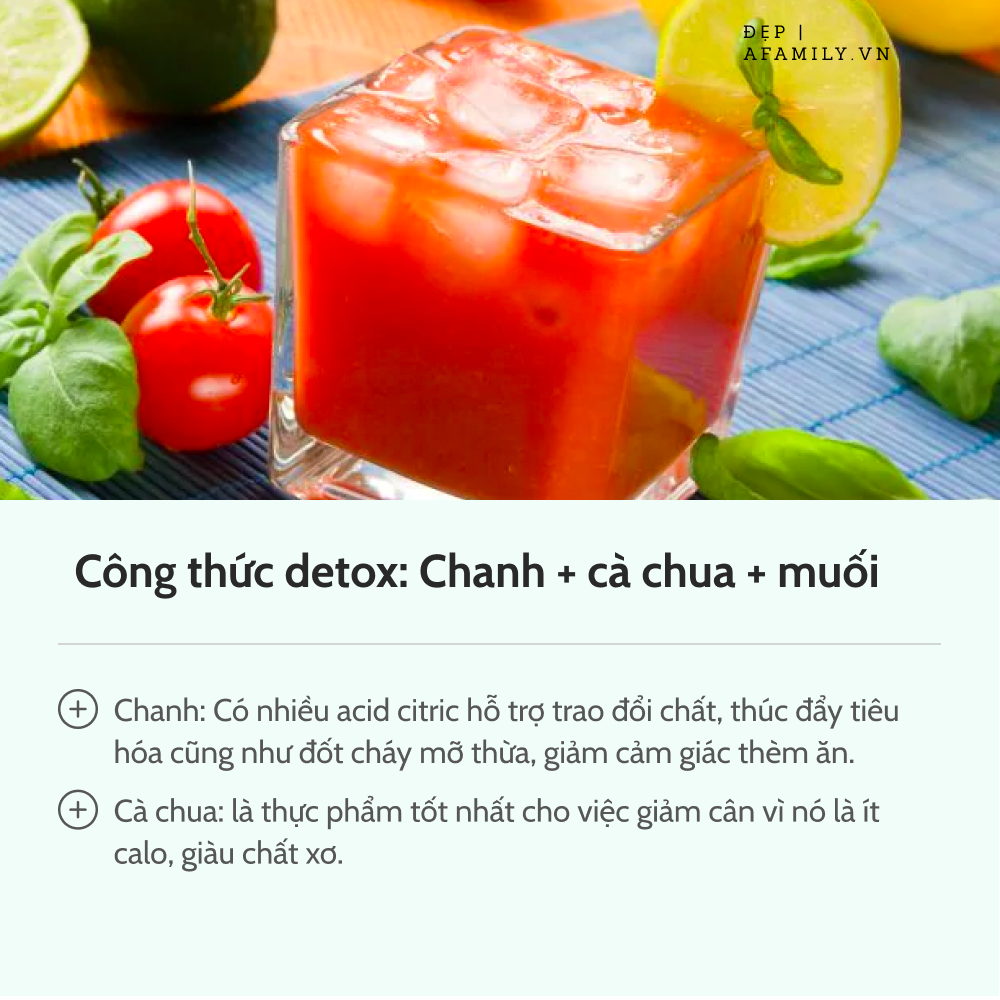 ĐẸP |
AFAMILY.VN
Công thức detox: Chanh + cà chua + muối
Chanh: Có nhiều acid citric hỗ trợ trao đổi chất, thúc đẩy tiêu
hóa cũng như đốt cháy mỡ thừa, giảm cảm giác thèm ăn.
Cà chua: là thực phẩm tốt nhất cho việc giảm cân vì nó là ít
calo, giàu chất xơ.